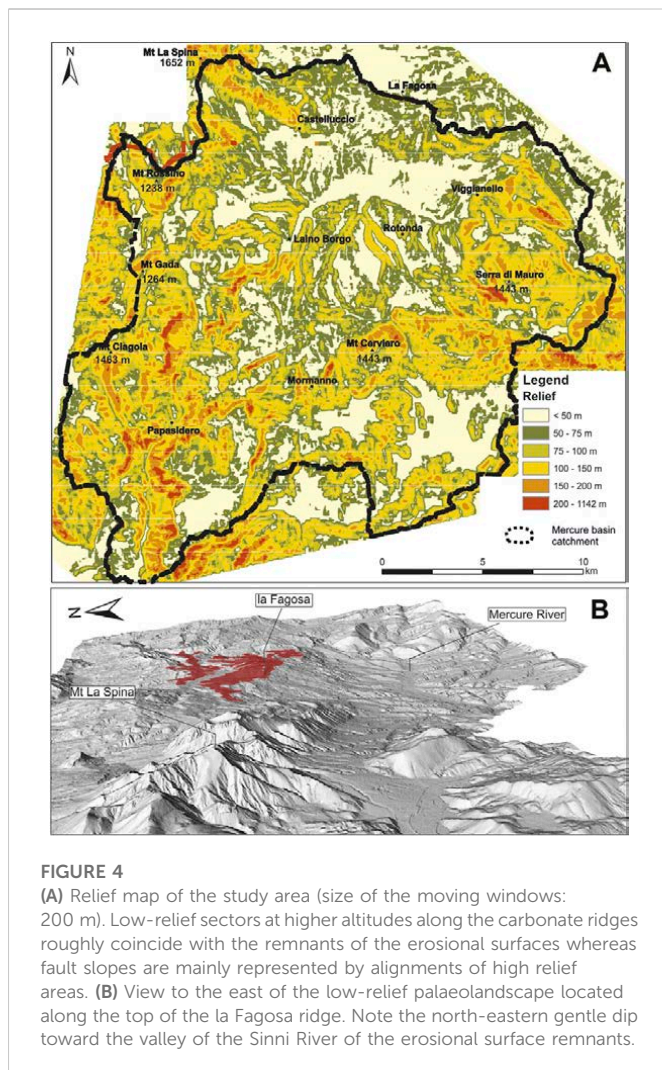 N
Mt La Spina
1652 m
A
La Fagosa
Castelluccio
Mt Rossino
1238 m
Viggianello
Rotonda
Laino Borgo
Mt Gada
1264 m
Serra di Mauro
1443 m
Mt Ciagola
1463 m
Mt Cerviero
1443 m
Mormanno
Papasidero
Legend
Relief
< 50 m
50 - 75 m
75 - 100 m
100 - 150 m
150 - 200 m
200 - 1142 m
Mercure basin
catchment
0 5 10
km
N
la Fagosa
Mercure River
B
Mt La Spina
FIGURE 4
(A) Relief map of the study area (size of the moving windows:
200 m). Low-relief sectors at higher altitudes along the carbonate ridges
roughly coincide with the remnants of the erosional surfaces whereas
fault slopes are mainly represented by alignments of high relief
areas. (B) View to the east of the low-relief palaeolandscape located
along the top of the la Fagosa ridge. Note the north-eastern gentle dip
toward the valley of the Sinni River of the erosional surface remnants.